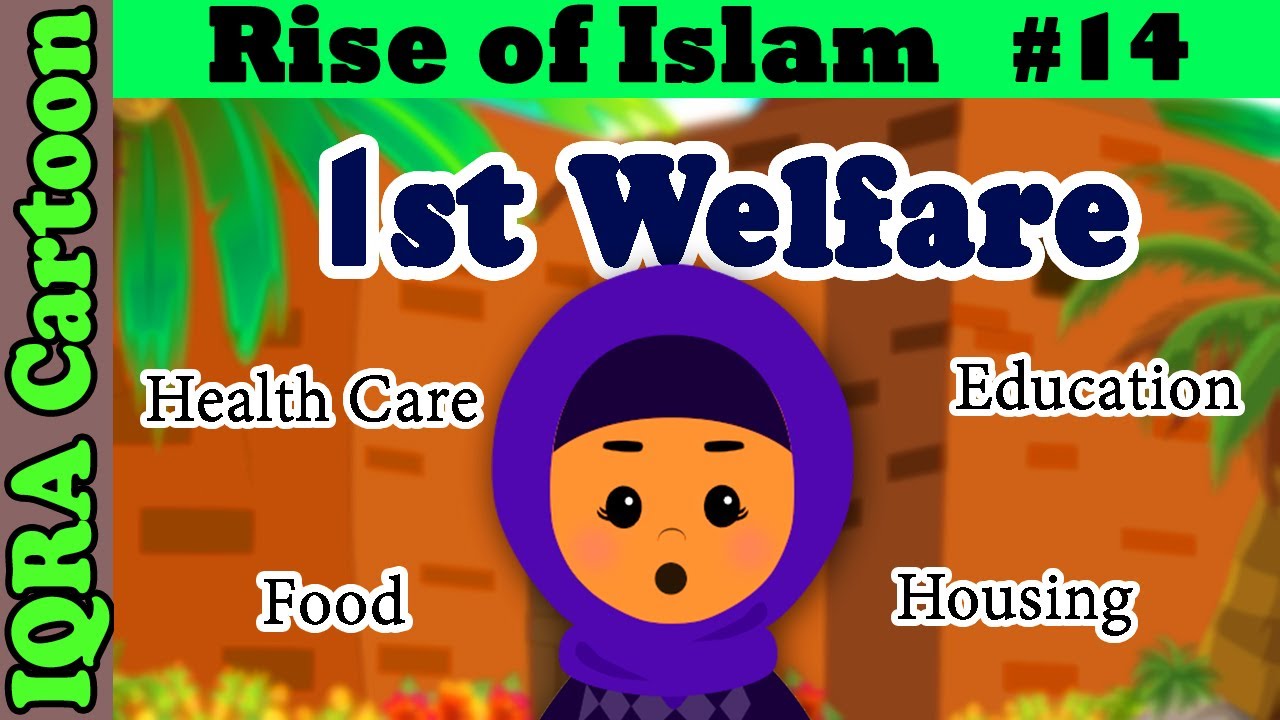 IQRA Cartoon
Rise of Islam #14
1st Welfare
Health Care
Education
Food
Housing